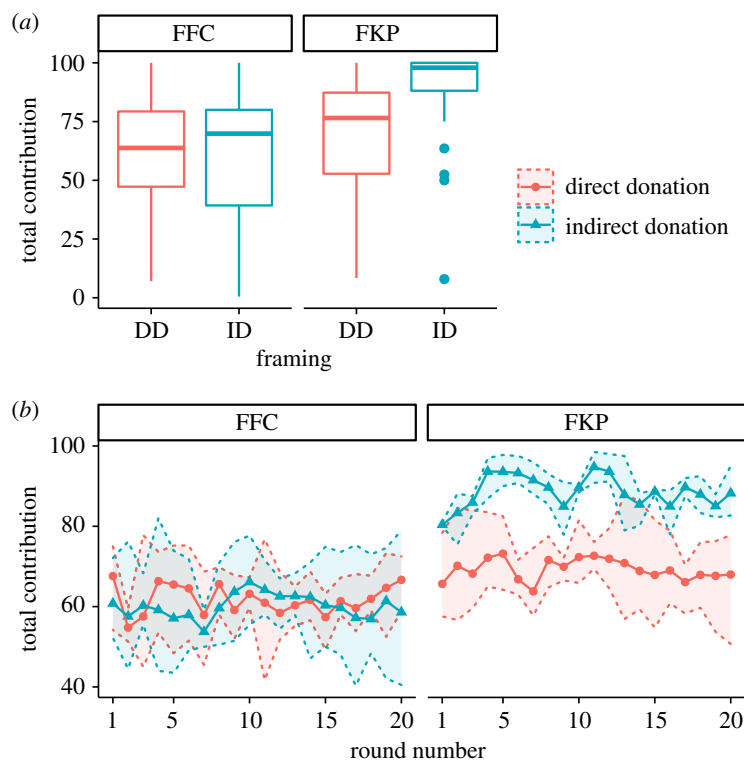 (a)
FFC FKP
total contribution
100
75
50
25
0
DD ID DD ID
framing
direct donation
indirect donation
(b)
FFC FKP
total contribution
100
80
60
40
1 5 10 15 20 1 5 10 15 20
round number